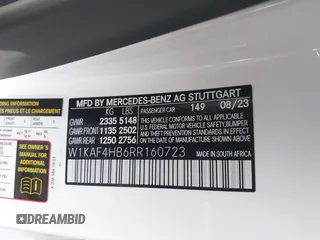 MFD BY MERCEDES-BENZ AG STUTTGART
KG LBS PASSENGER CAR 149 08/23
GVWR 2335 5148
GAWR FRONT 1135 2502
GAWR REAR 1250 2756
THIS VEHICLE CONFORMS TO ALL APPLICABLE
U.S. FEDERAL MOTOR VEHICLE SAFETY, BUMPER,
AND THEFT PREVENTION STANDARDS IN EFFECT
ON THE DATE OF MANUFACTURE SHOWN ABOVE.
W1KAF4HB6RR160723
MADE IN SOUTH AFRICA
SEE OWNER'S
MANUAL FOR
ADDITIONAL
INFORMATION
DREAMBID